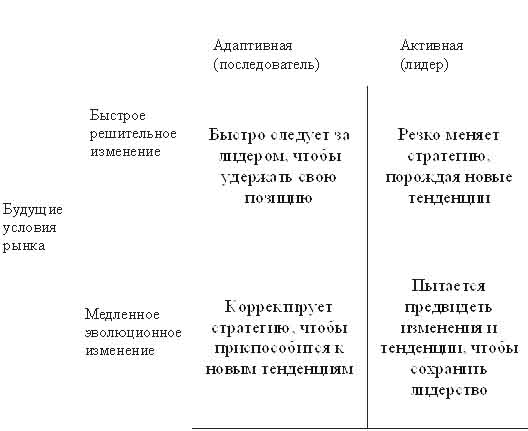 Адаптивная
(последователь)
Активная
(лидер)
Быстрое
решительное
изменение
Быстро следует за
лидером, чтобы
удержать свою
позицию
Резко меняет
стратегию,
порождая новые
тенденции
Будущие
условия
рынка
Медленное
эволюционное
изменение
Корректирует
стратегию, чтобы
приспособится к
новым тенденциям
Пытается
предвидеть
изменения и
тенденции, чтобы
сохранить
лидерство